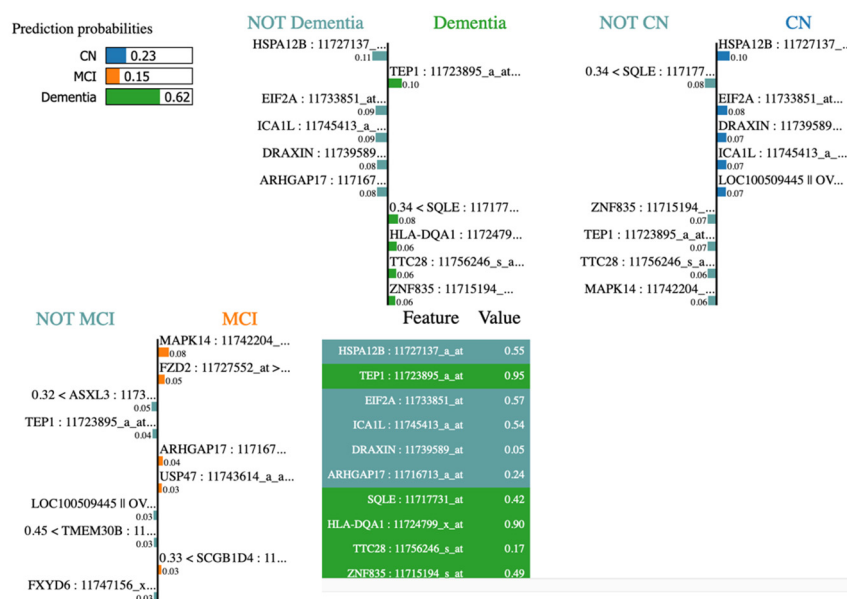 Prediction probabilities
CN 0.23
MCI 0.15
Dementia 0.62
NOT Dementia Dementia
HSPA12B : 11727137_...
0.11
TEP1 : 11723895_a_at...
0.10
EIF2A : 11733851_at...
0.09
ICA1L : 11745413_a_...
0.09
DRAXIN : 11739589...
0.08
ARHGAP17 : 117167...
0.08
0.34 < SQLE : 117177...
0.08
HLA-DQA1 : 1172479...
0.06
TTC28 : 11756246_s_a...
0.06
ZNF835 : 11715194_...
0.06
NOT CN CN
HSPA12B : 11727137_...
0.10
0.34 < SQLE : 117177...
0.08
EIF2A : 11733851_at...
0.08
DRAXIN : 11739589...
0.07
ICA1L : 11745413_a_...
0.07
LOC100509445 || OV...
0.07
ZNF835 : 11715194_...
0.07
TEP1 : 11723895_a_at...
0.07
TTC28 : 11756246_s_a...
0.06
MAPK14 : 11742204_...
0.06
NOT MCI MCI
MAPK14 : 11742204_...
0.08
FZD2 : 11727552_at >...
0.05
0.32 < ASXL3 : 1173...
0.05
TEP1 : 11723895_a_at...
0.04
ARHGAP17 : 117167...
0.04
USP47 : 11743614_a_a...
0.03
LOC100509445 || OV...
0.03
0.45 < TMEM30B : 11...
0.03
0.33 < SCGB1D4 : 11...
0.03
FXYD6 : 11747156_x...
0.03
Feature Value
HSPA12B : 11727137_a_at 0.55
TEP1 : 11723895_a_at 0.95
EIF2A : 11733851_at 0.57
ICA1L : 11745413_a_at 0.54
DRAXIN : 11739589_at 0.05
ARHGAP17 : 11716713_a_at 0.24
SQLE : 11717731_at 0.42
HLA-DQA1 : 11724799_x_at 0.90
TTC28 : 11756246_s_at 0.17
ZNF835 : 11715194_s_at 0.49